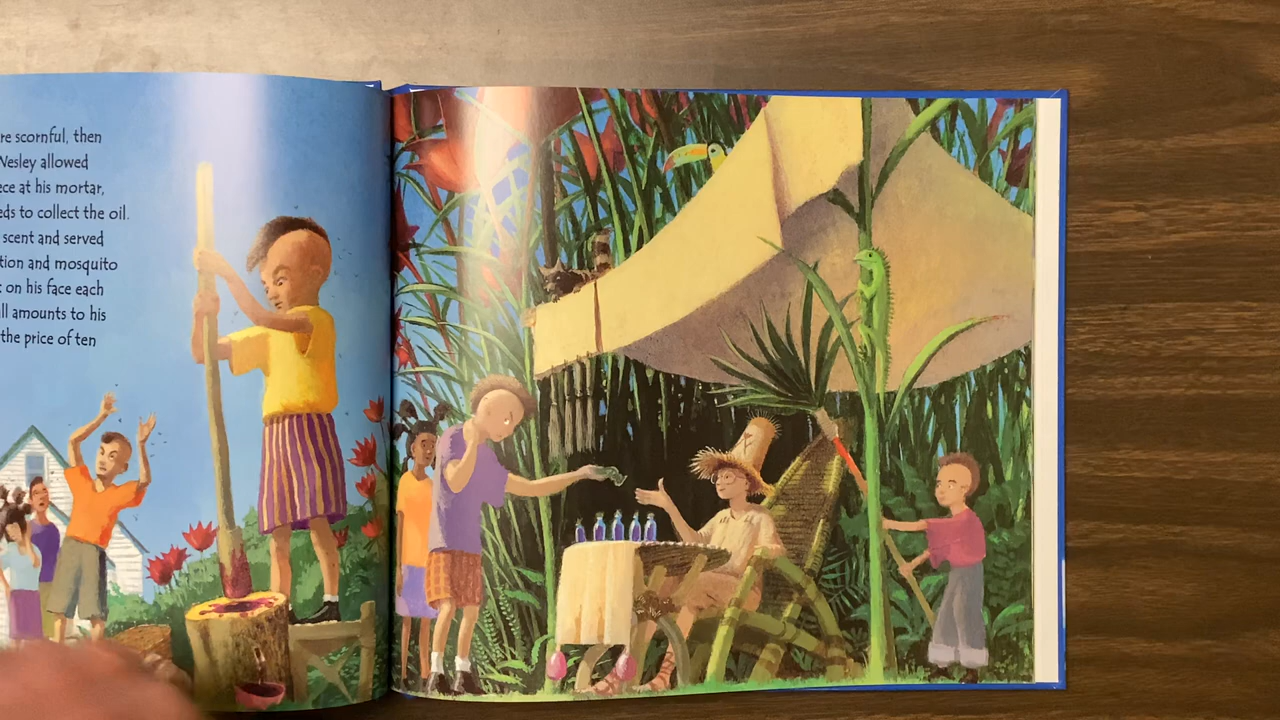 re scornful, then
Wesley allowed
ece at his mortar,
eds to collect the oil.
scent and served
tion and mosquito
on his face each
ll amounts to his
the price of ten